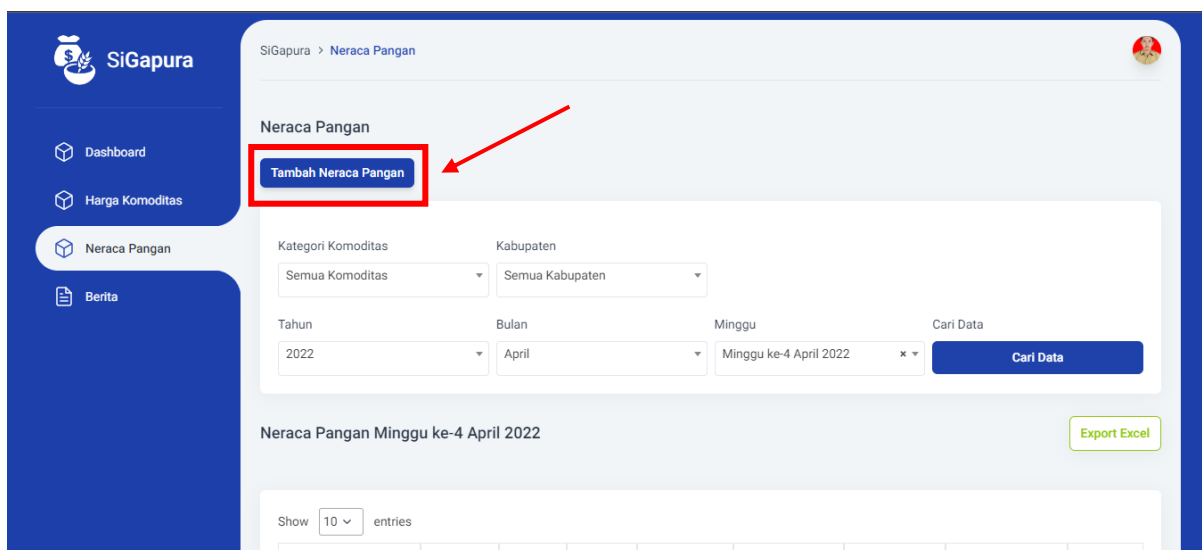 SiGapura
SiGapura > Neraca Pangan
Dashboard
Harga Komoditas
Neraca Pangan
Berita
Neraca Pangan
Tambah Neraca Pangan
Kategori Komoditas Kabupaten
Semua Komoditas Semua Kabupaten
Tahun Bulan Minggu Cari Data
2022 April Minggu ke-4 April 2022 × Cari Data
Neraca Pangan Minggu ke-4 April 2022 Export Excel
Show 10 entries